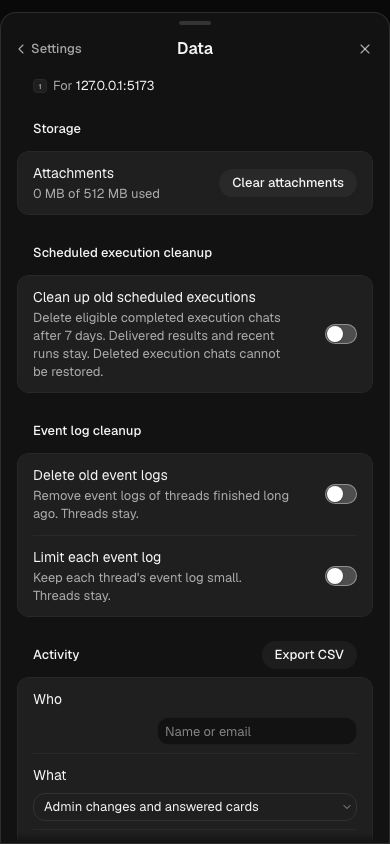 Settings
Data
1 For 127.0.0.1:5173
Storage
Attachments
0 MB of 512 MB used
Clear attachments
Scheduled execution cleanup
Clean up old scheduled executions
Delete eligible completed execution chats
after 7 days. Delivered results and recent
runs stay. Deleted execution chats cannot
be restored.
Event log cleanup
Delete old event logs
Remove event logs of threads finished long
ago. Threads stay.
Limit each event log
Keep each thread's event log small.
Threads stay.
Activity
Export CSV
Who
Name or email
What
Admin changes and answered cards